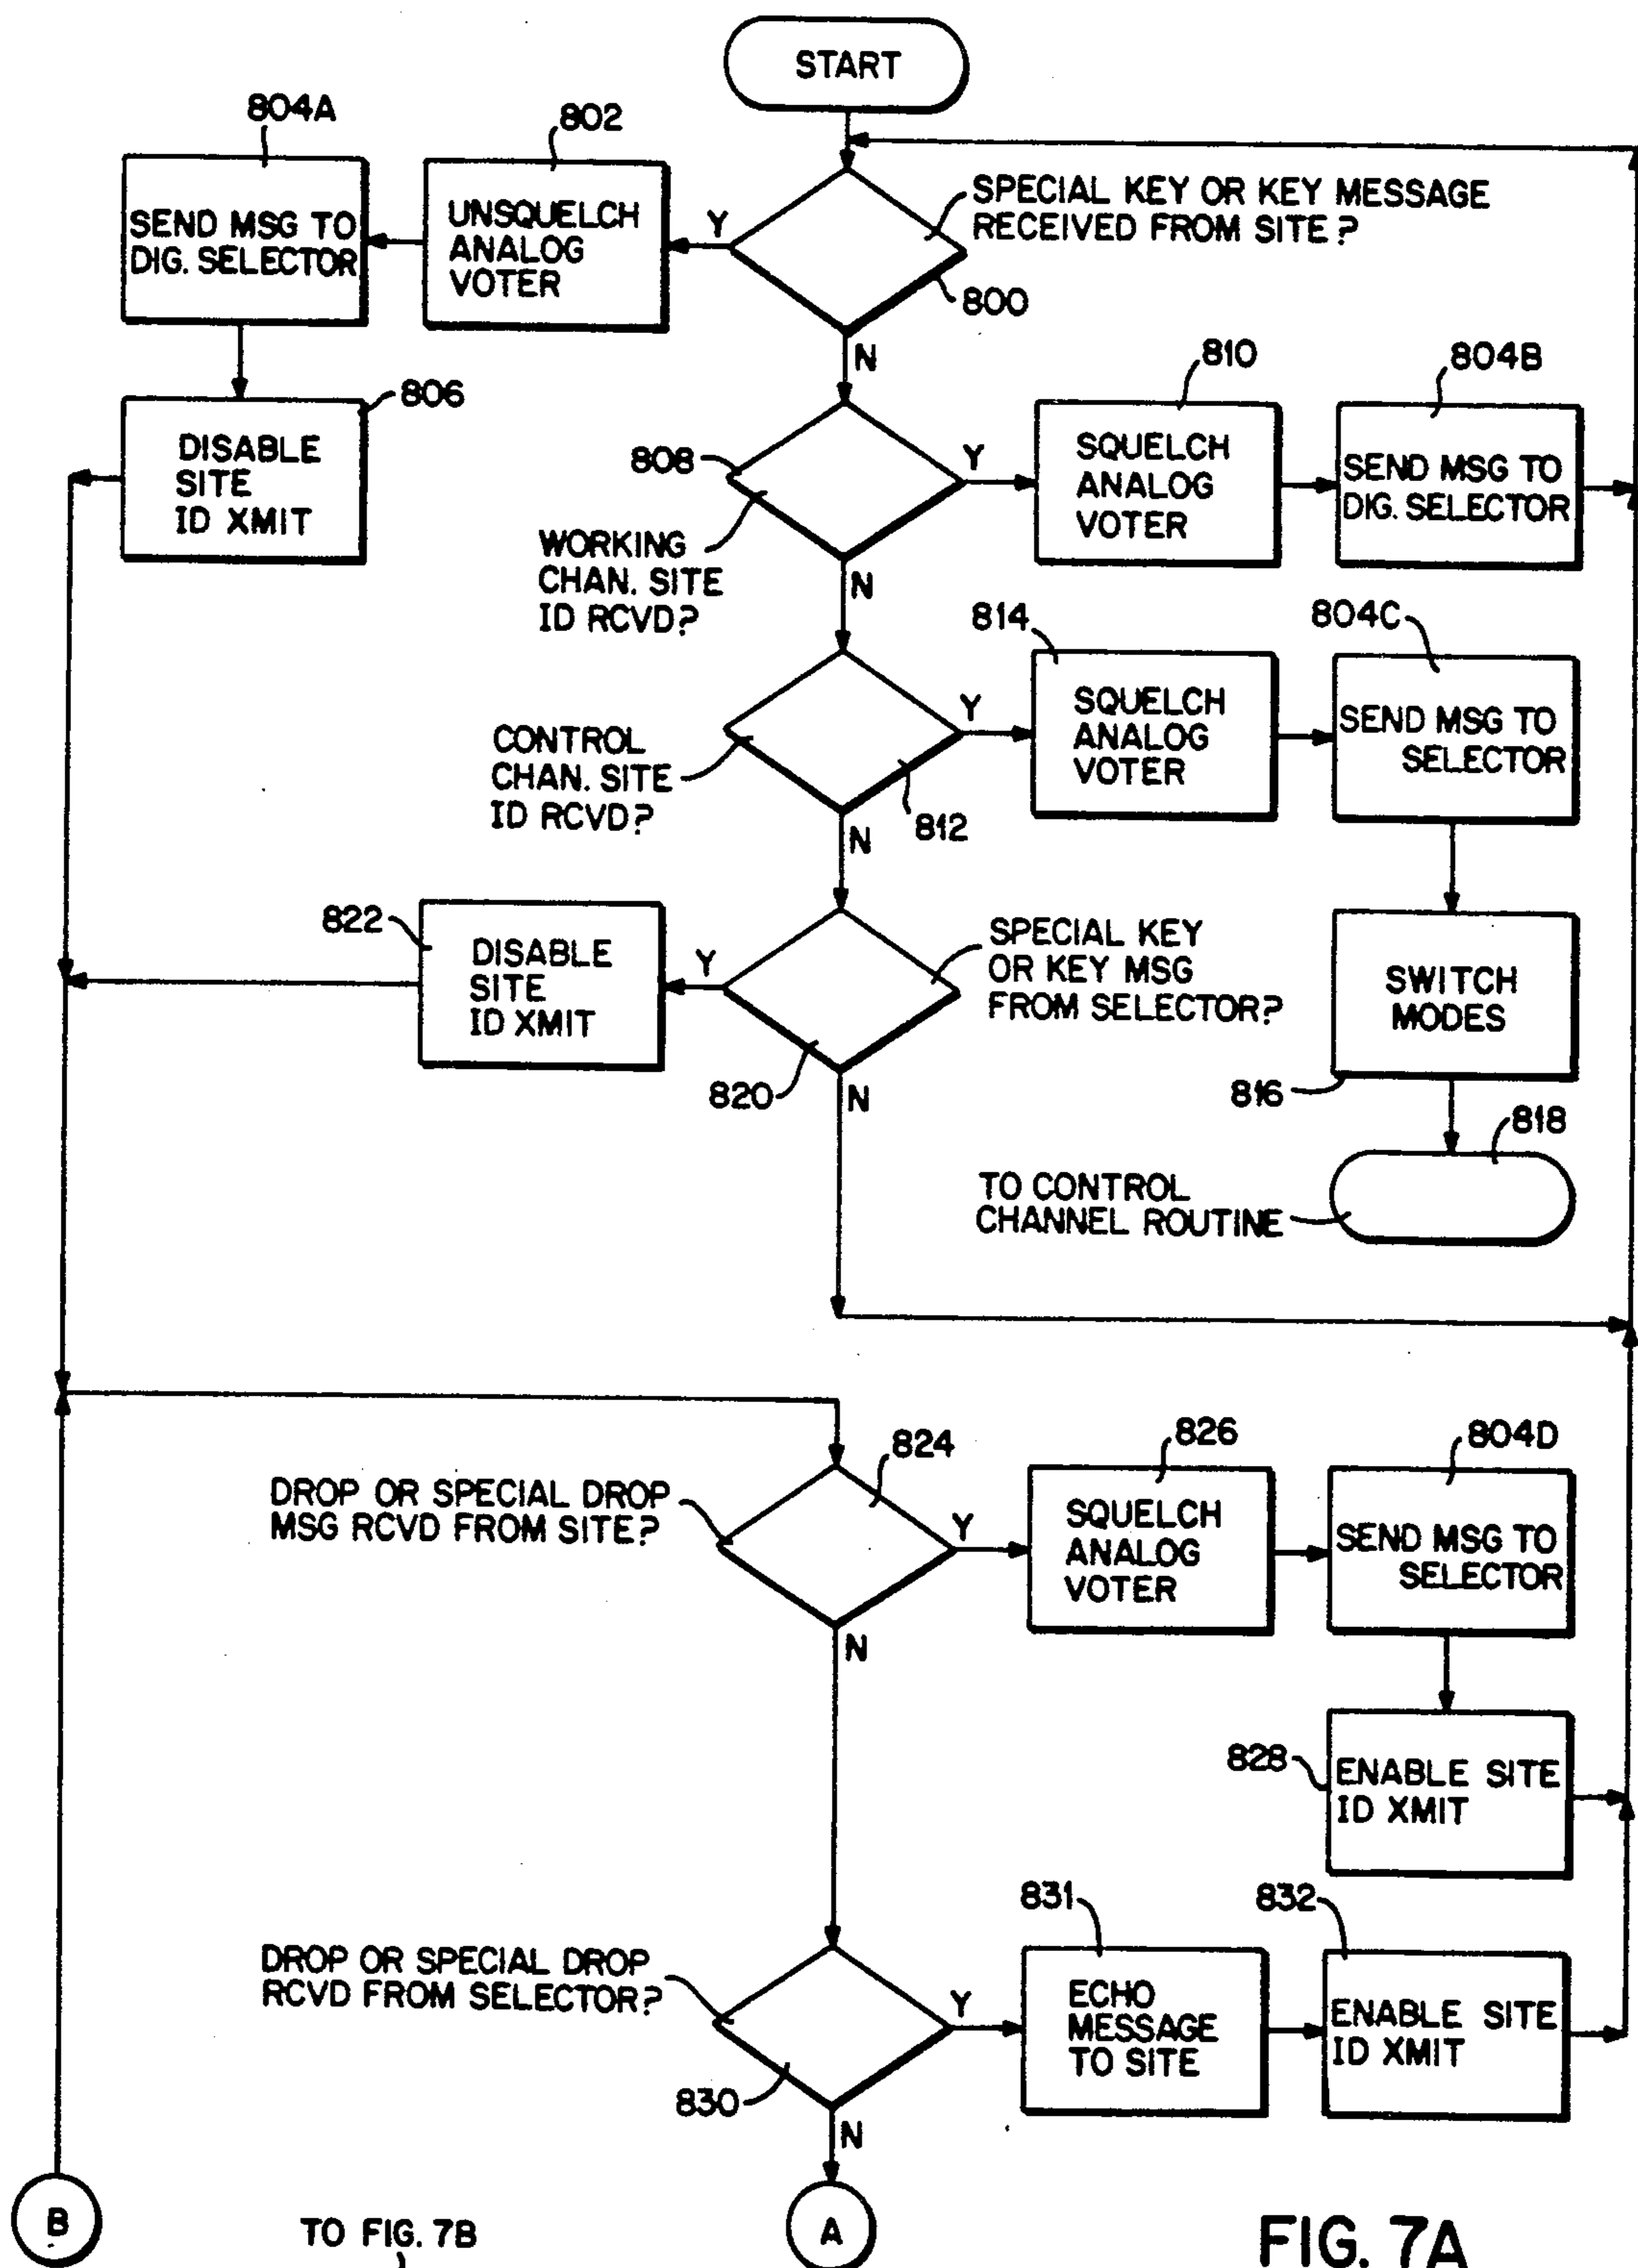 START
804A
802
SEND MSG TO
DIG. SELECTOR
UNSQUELCH
ANALOG
VOTER
Y
SPECIAL KEY OR KEY MESSAGE
RECEIVED FROM SITE?
800
N
806
DISABLE
SITE
ID XMIT
808
WORKING
CHAN. SITE
ID RCVD?
Y
810
SQUELCH
ANALOG
VOTER
804B
SEND MSG TO
DIG. SELECTOR
N
CONTROL
CHAN. SITE
ID RCVD?
812
Y
814
SQUELCH
ANALOG
VOTER
804C
SEND MSG TO
SELECTOR
N
822
DISABLE
SITE
ID XMIT
Y
SPECIAL KEY
OR KEY MSG
FROM SELECTOR?
820
N
SWITCH
MODES
816
818
TO CONTROL
CHANNEL ROUTINE
824
DROP OR SPECIAL DROP
MSG RCVD FROM SITE?
Y
826
SQUELCH
ANALOG
VOTER
804D
SEND MSG TO
SELECTOR
N
828
ENABLE SITE
ID XMIT
DROP OR SPECIAL DROP
RCVD FROM SELECTOR?
830
Y
831
ECHO
MESSAGE
TO SITE
832
ENABLE SITE
ID XMIT
N
B
TO FIG. 7B
A
FIG. 7A